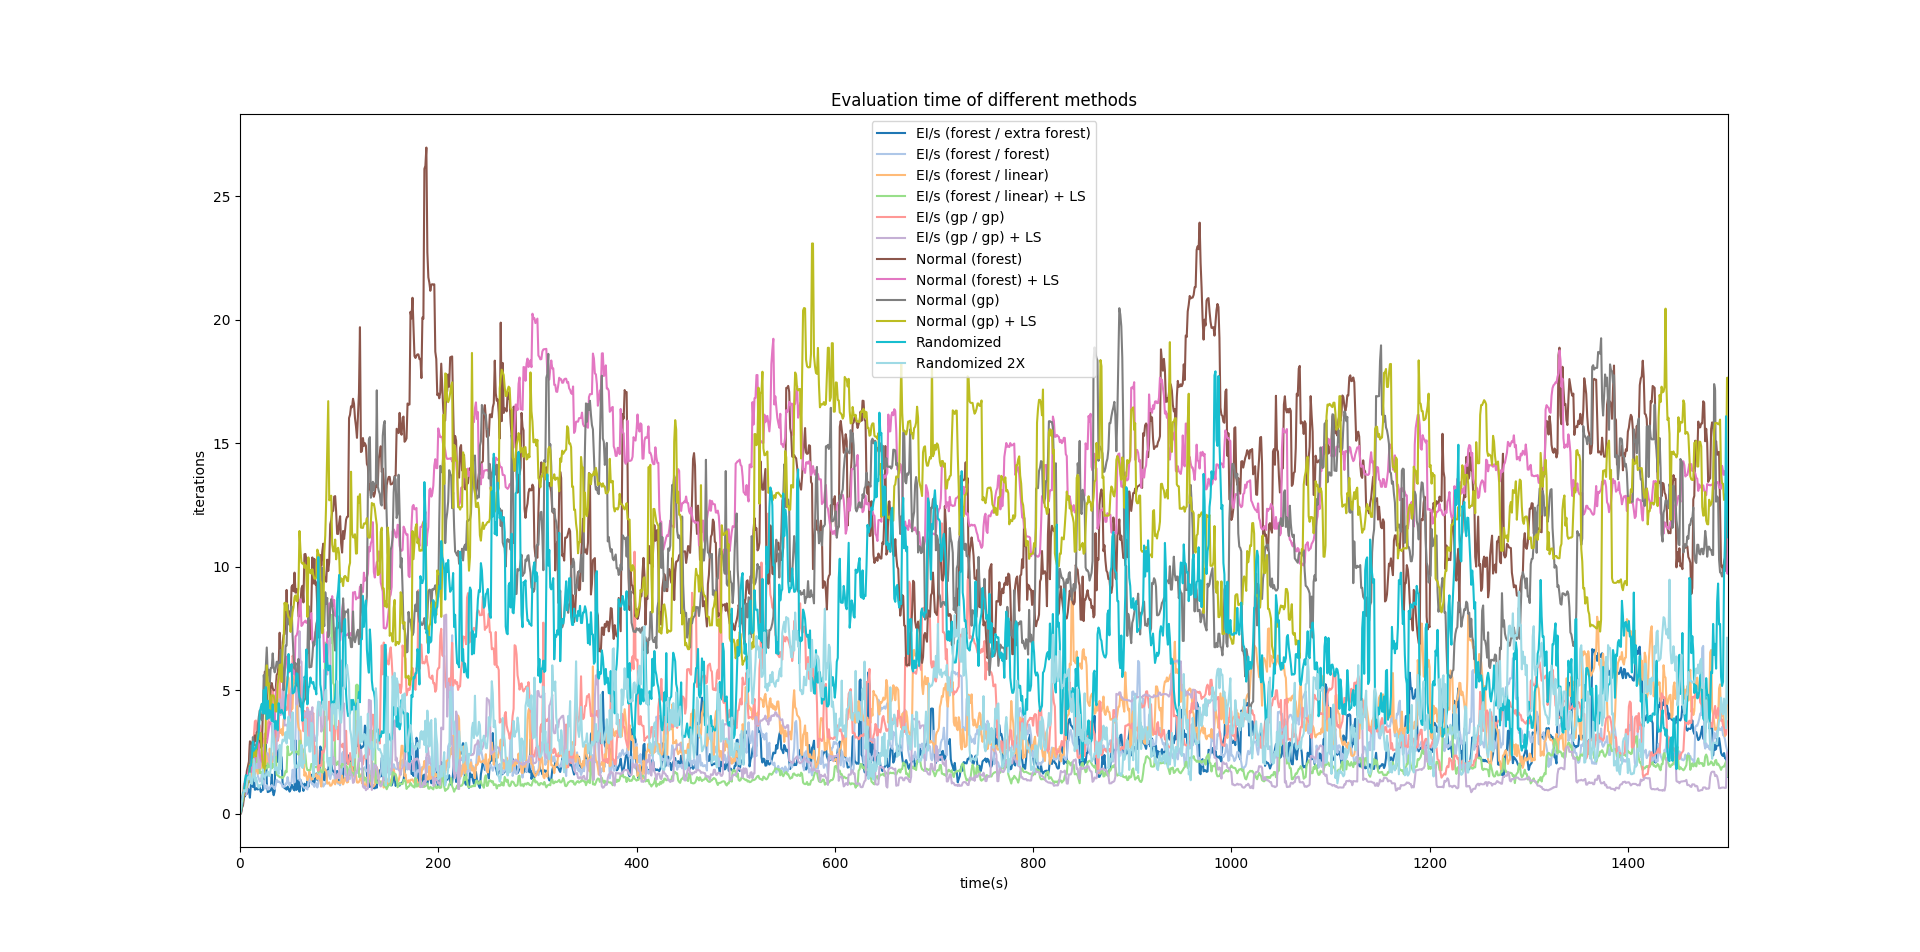 Evaluation time of different methods
EI/s (forest / extra forest)
EI/s (forest / forest)
EI/s (forest / linear)
EI/s (forest / linear) + LS
EI/s (gp / gp)
EI/s (gp / gp) + LS
Normal (forest)
Normal (forest) + LS
Normal (gp)
Normal (gp) + LS
Randomized
Randomized 2X
iterations
25
20
15
10
5
0
0 200 400 600 800 1000 1200 1400
time(s)